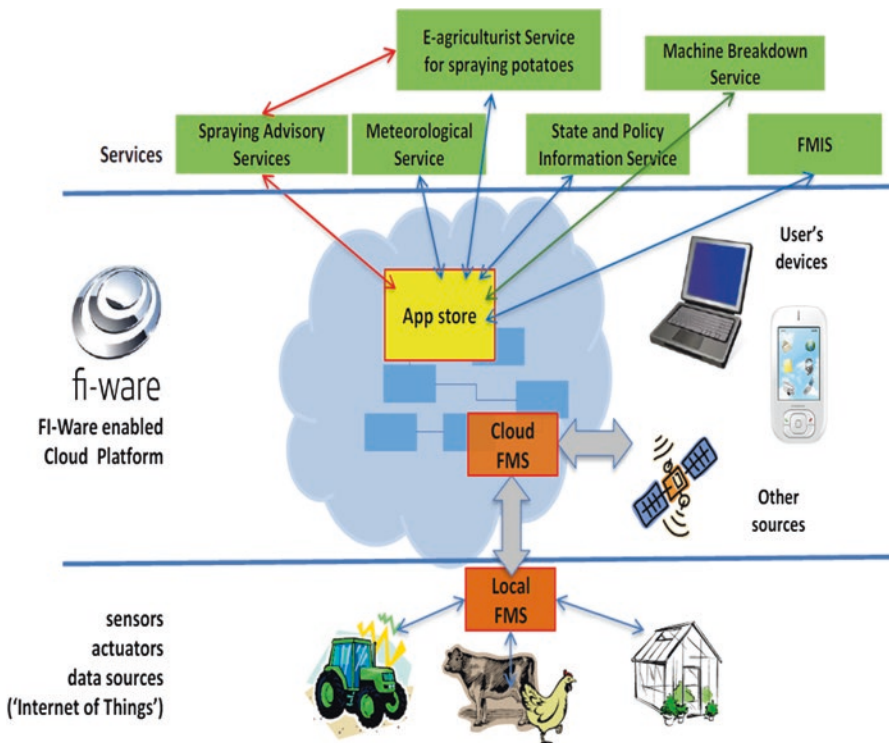 E-agriculturist Service
for spraying potatoes
Machine Breakdown
Service
Services
Spraying Advisory
Services
Meteorological
Service
State and Policy
Information Service
FMIS
User's
devices
App store
fi-ware
FI-Ware enabled
Cloud Platform
Cloud
FMS
Other
sources
Local
FMS
sensors
actuators
data sources
('Internet of Things')